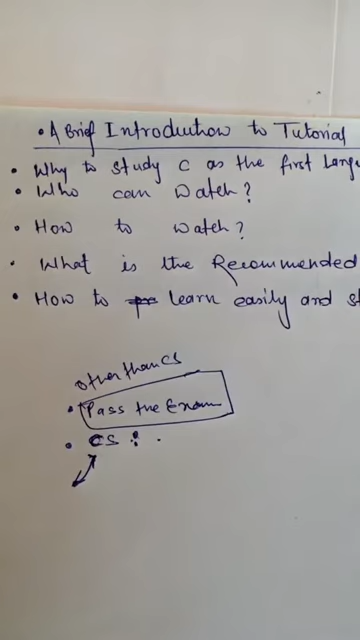 • A Brief Introduction to Tutorial
• Why to study C as the first Langu
• Who can watch?
• How to watch?
• What is the Recommended
• How to learn easily and st
other than CS
• Pass the Exam
• CS :